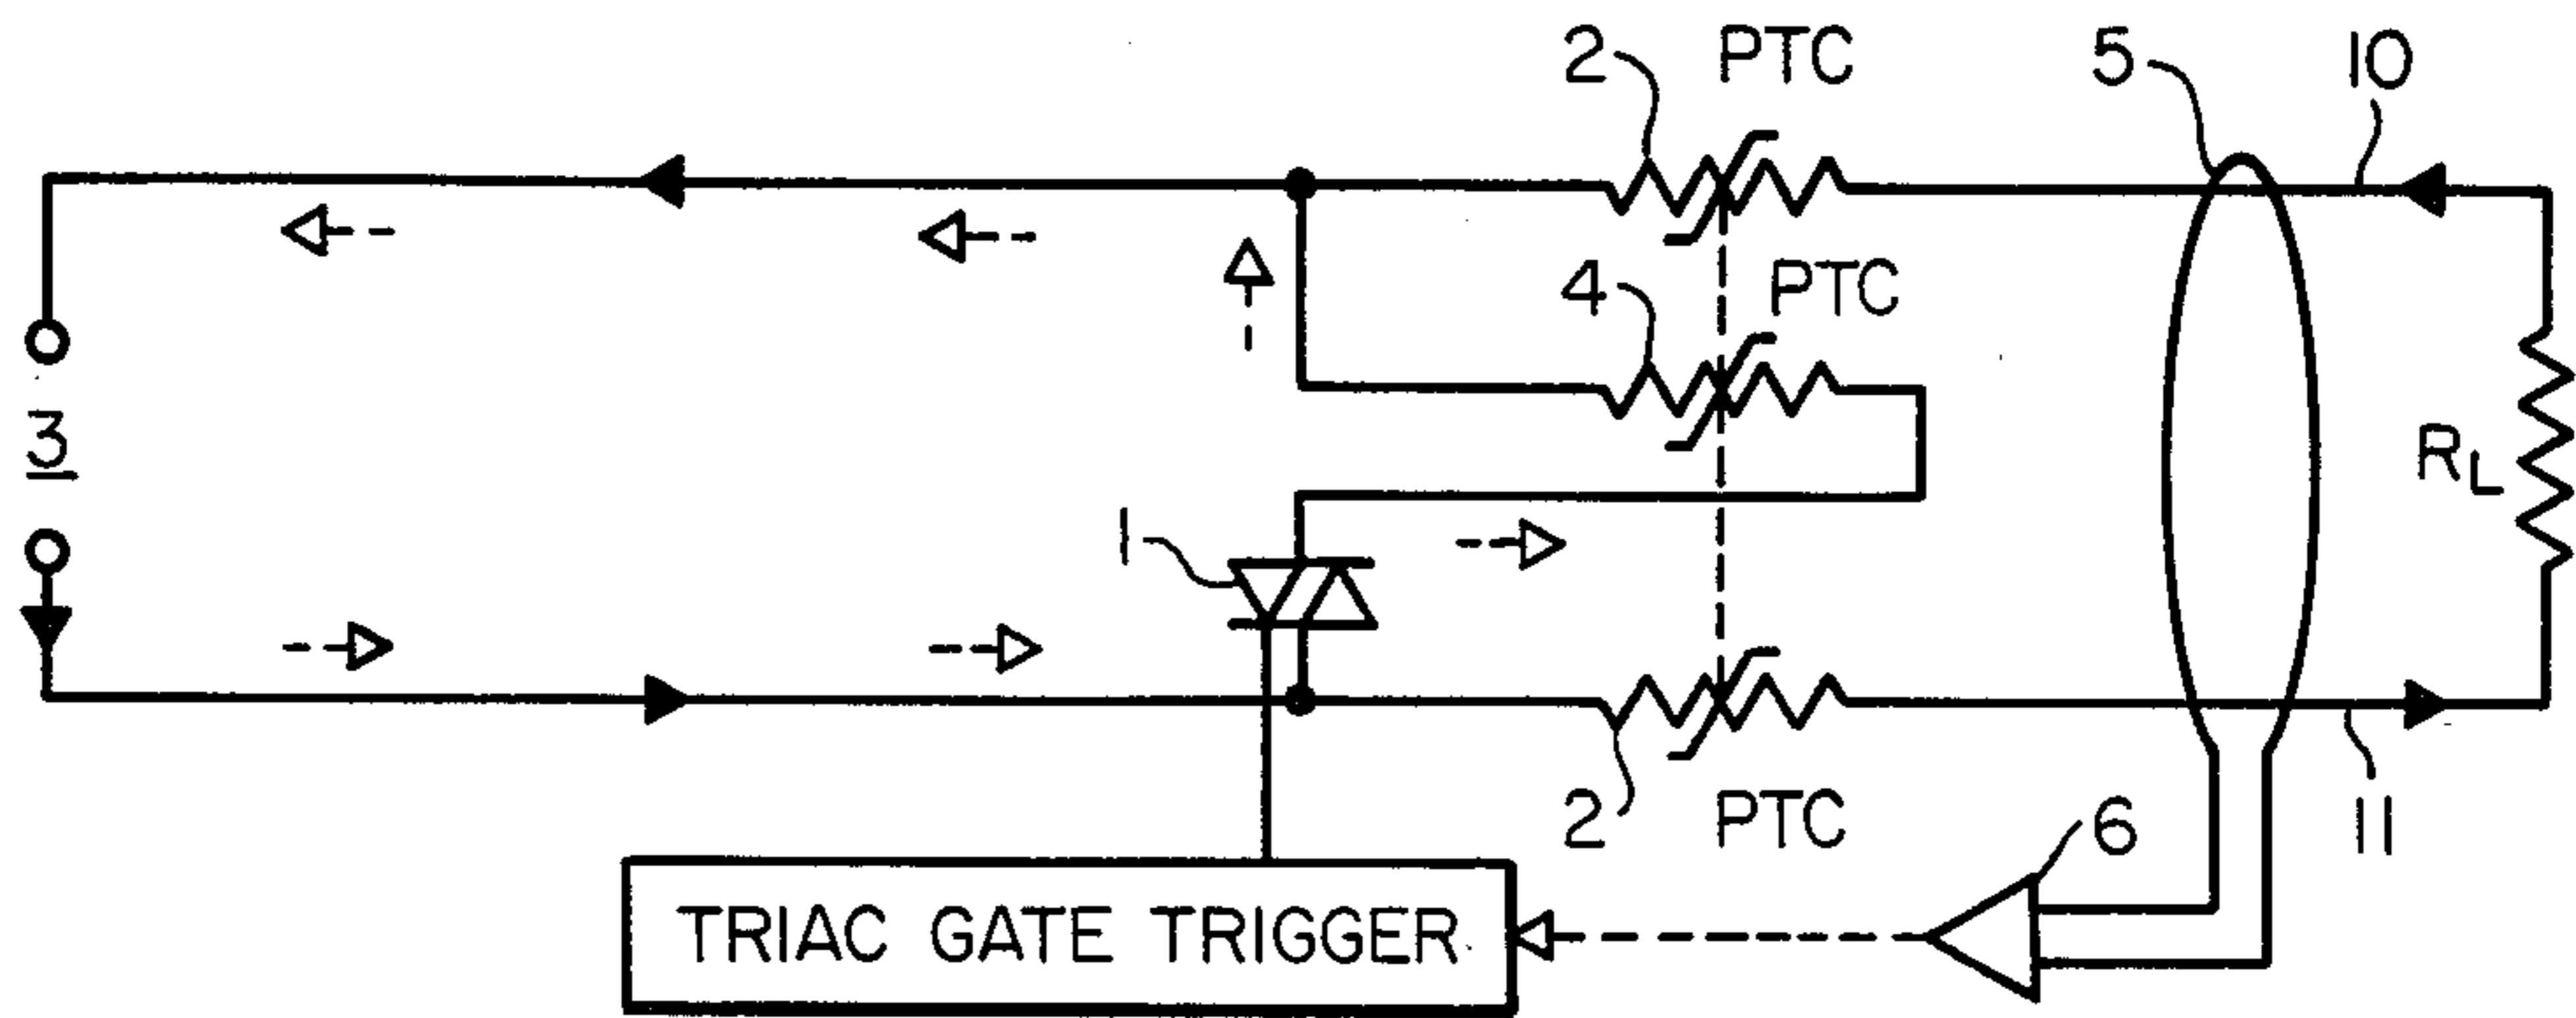 2 PTC 5 10
4 PTC
3
RL
1
2 PTC 6 11
TRIAC GATE TRIGGER